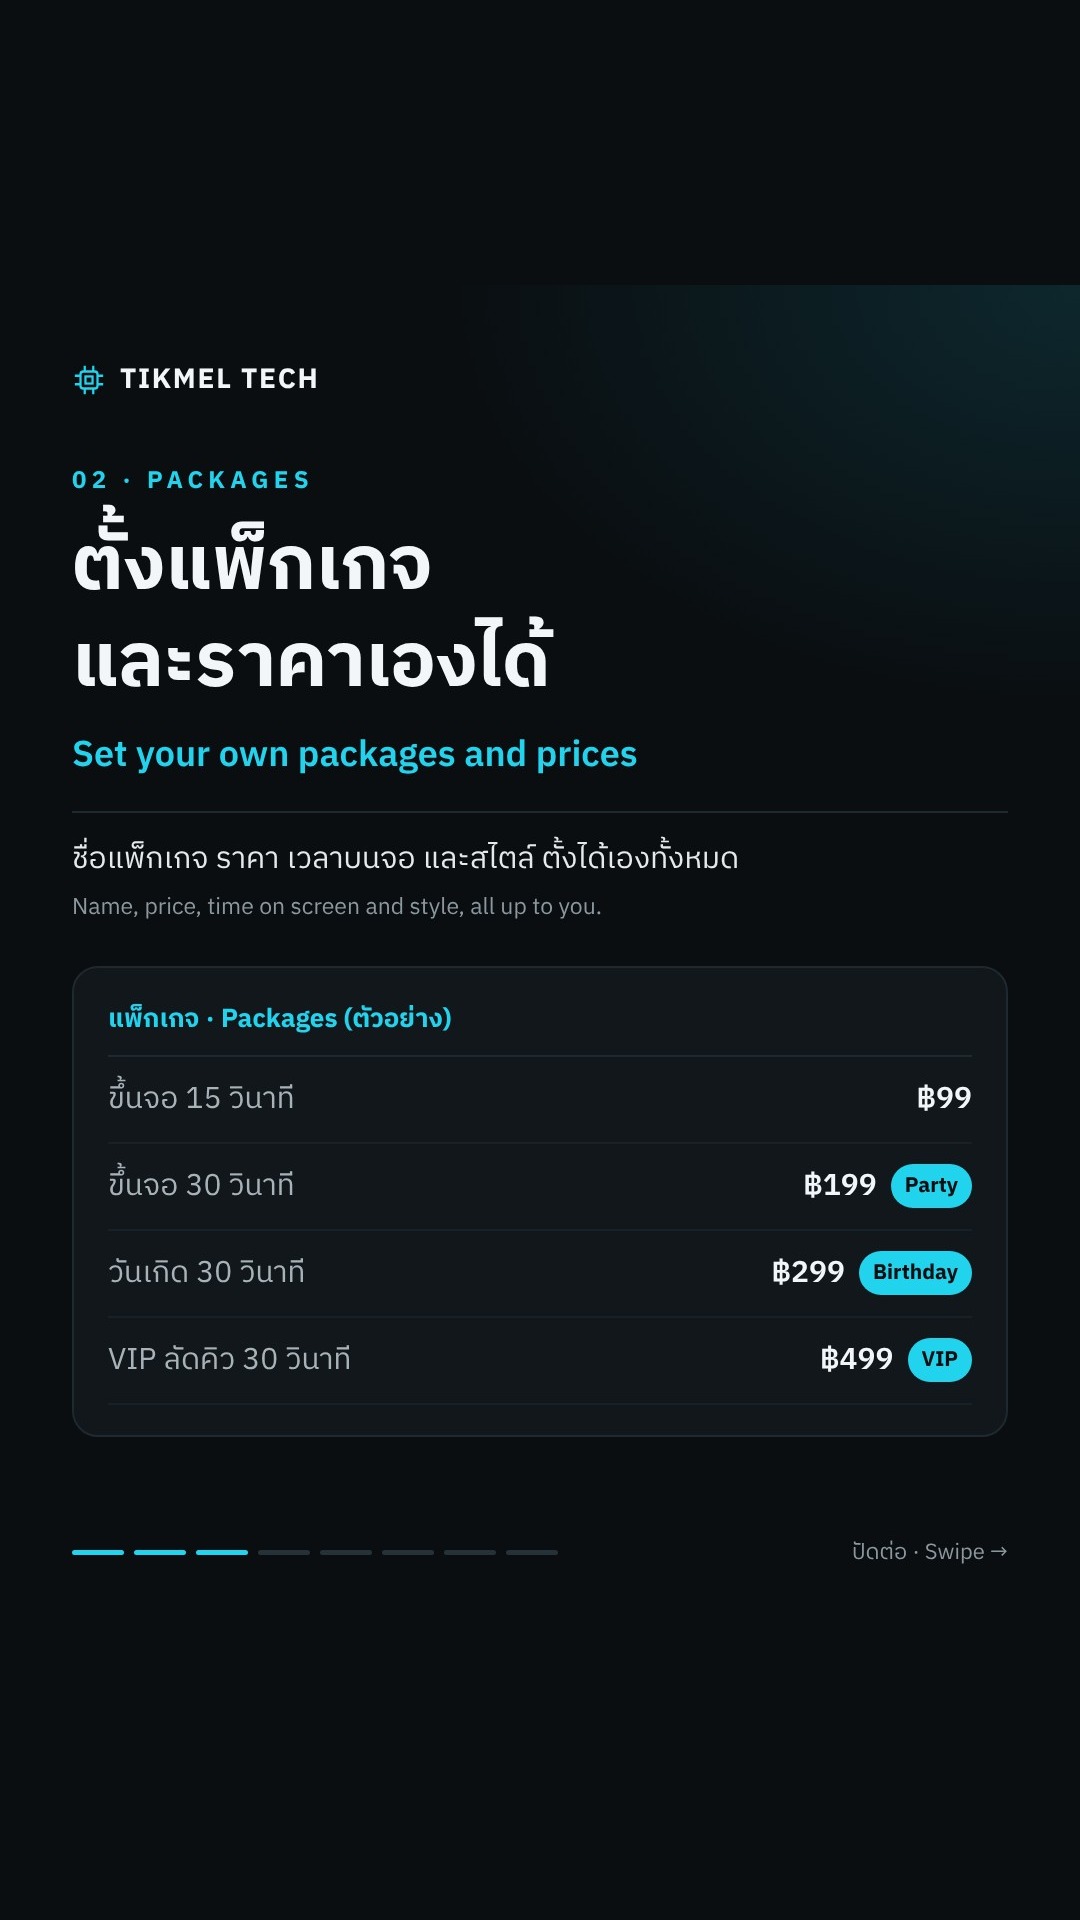 TIKMEL TECH
02 · PACKAGES
ตั้งแพ็กเกจ
และราคาเองได้
Set your own packages and prices
ชื่อแพ็กเกจ ราคา เวลาบนจอ และสไตล์ ตั้งได้เองทั้งหมด
Name, price, time on screen and style, all up to you.
แพ็กเกจ · Packages (ตัวอย่าง)
ขึ้นจอ 15 วินาที ฿99
ขึ้นจอ 30 วินาที ฿199 Party
วันเกิด 30 วินาที ฿299 Birthday
VIP ลัดคิว 30 วินาที ฿499 VIP
ปัดต่อ · Swipe →